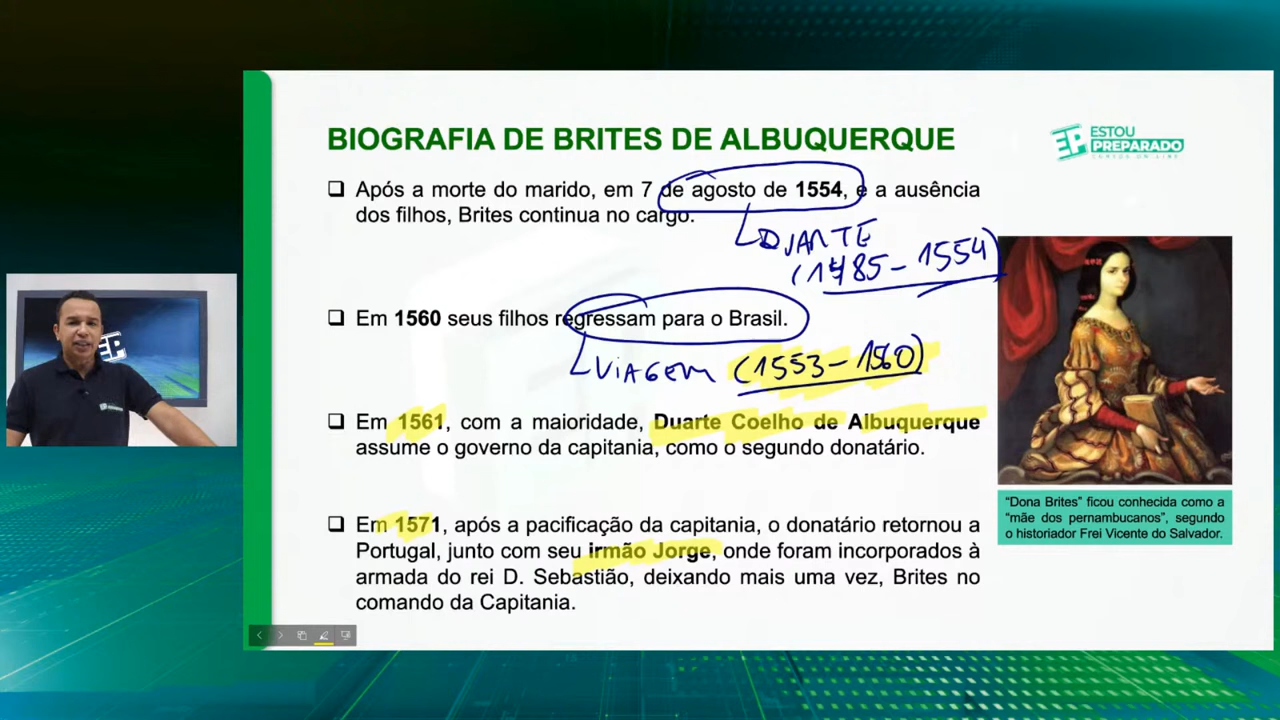 BIOGRAFIA DE BRITES DE ALBUQUERQUE
EP ESTOU
PREPARADO
CURSOS ON-LINE
Após a morte do marido, em 7 de agosto de 1554, e a ausência
dos filhos, Brites continua no cargo.
DUARTE
(1485 - 1554)
Em 1560 seus filhos regressam para o Brasil.
VIAGEM (1553 - 1560)
Em 1561, com a maioridade, Duarte Coelho de Albuquerque
assume o governo da capitania, como o segundo donatário.
Em 1571, após a pacificação da capitania, o donatário retornou a
Portugal, junto com seu irmão Jorge, onde foram incorporados à
armada do rei D. Sebastião, deixando mais uma vez, Brites no
comando da Capitania.
"Dona Brites" ficou conhecida como a
"mãe dos pernambucanos", segundo
o historiador Frei Vicente do Salvador.
EP